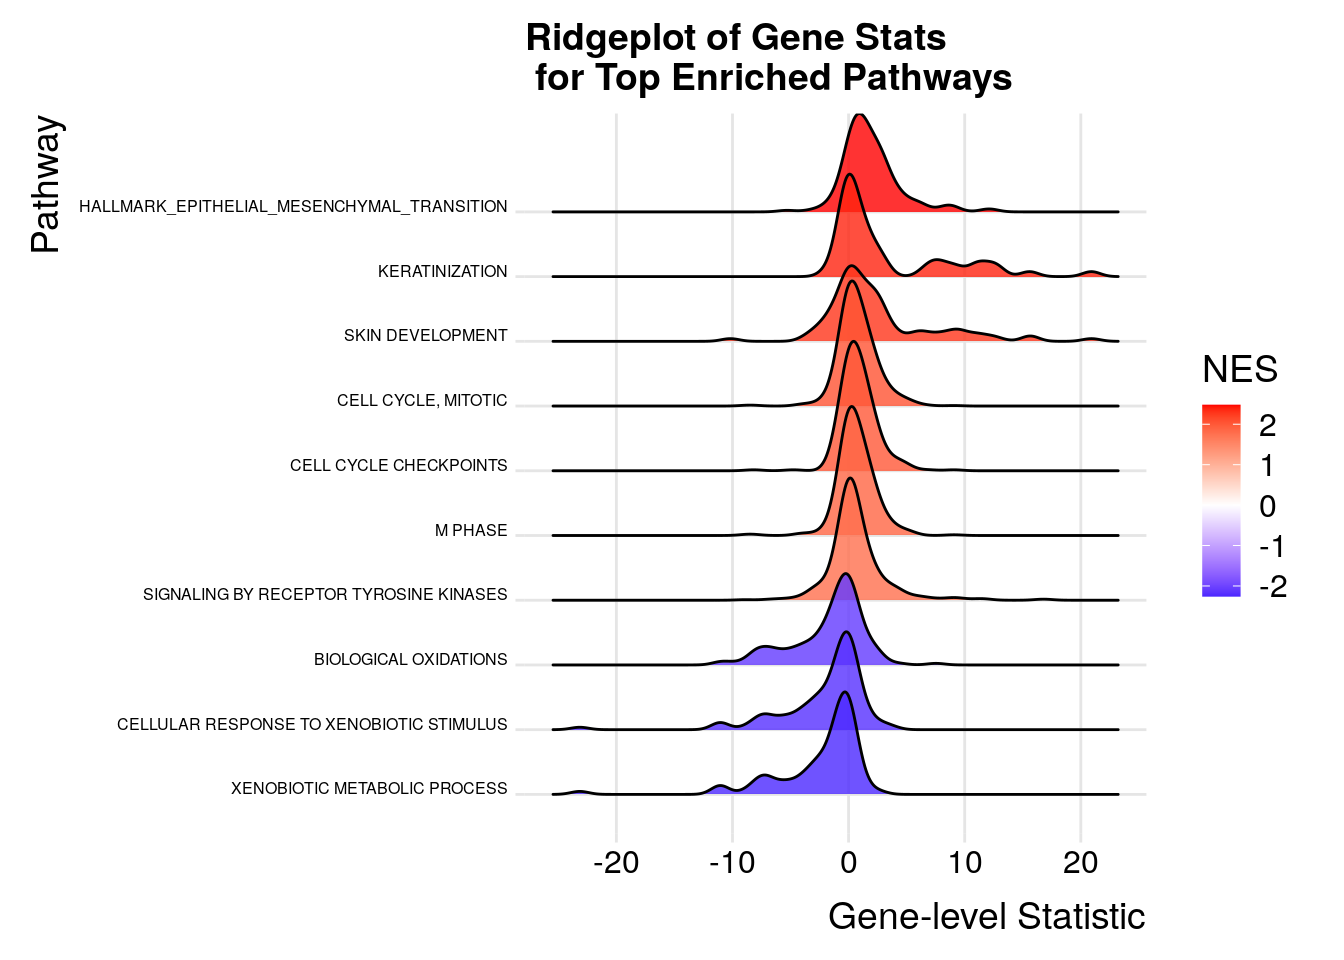 Ridgeplot of Gene Stats
for Top Enriched Pathways
Pathway
HALLMARK_EPITHELIAL_MESENCHYMAL_TRANSITION
KERATINIZATION
SKIN DEVELOPMENT
CELL CYCLE, MITOTIC
CELL CYCLE CHECKPOINTS
M PHASE
SIGNALING BY RECEPTOR TYROSINE KINASES
BIOLOGICAL OXIDATIONS
CELLULAR RESPONSE TO XENOBIOTIC STIMULUS
XENOBIOTIC METABOLIC PROCESS
-20 -10 0 10 20
Gene-level Statistic
NES
2
1
0
-1
-2